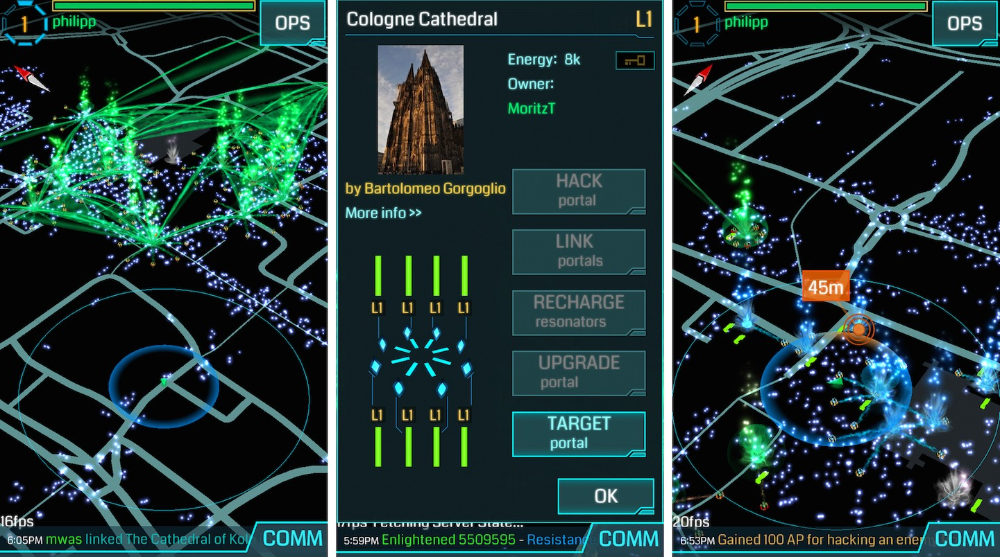 1
philipp
OPS
16fps
6:05PM mwas linked The Cathedral of Kol
COMM
Cologne Cathedral
L1
Energy: 8k
Owner:
MoritzT
by Bartolomeo Gorgoglio
More info >>
HACK
portal
LINK
portals
RECHARGE
resonators
UPGRADE
portal
TARGET
portal
L1 L1 L1 L1
L1 L1 L1 L1
OK
Fetching Server State...
5:59PM Enlightened 5509595 - Resistan
COMM
1
philipp
OPS
45m
20fps
6:53PM Gained 100 AP for hacking an ene
COMM